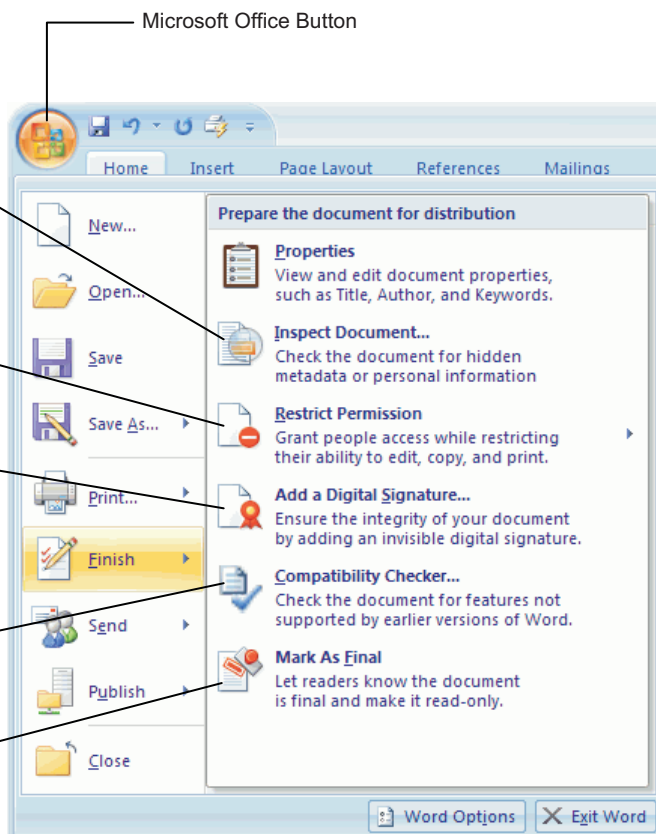 Microsoft Office Button
Home Insert Page Layout References Mailings
New...
Open...
Save
Save As...
Print...
Finish
Send
Publish
Close
Prepare the document for distribution
Properties
View and edit document properties,
such as Title, Author, and Keywords.
Inspect Document...
Check the document for hidden
metadata or personal information
Restrict Permission
Grant people access while restricting
their ability to edit, copy, and print.
Add a Digital Signature...
Ensure the integrity of your document
by adding an invisible digital signature.
Compatibility Checker...
Check the document for features not
supported by earlier versions of Word.
Mark As Final
Let readers know the document
is final and make it read-only.
Word Options Exit Word